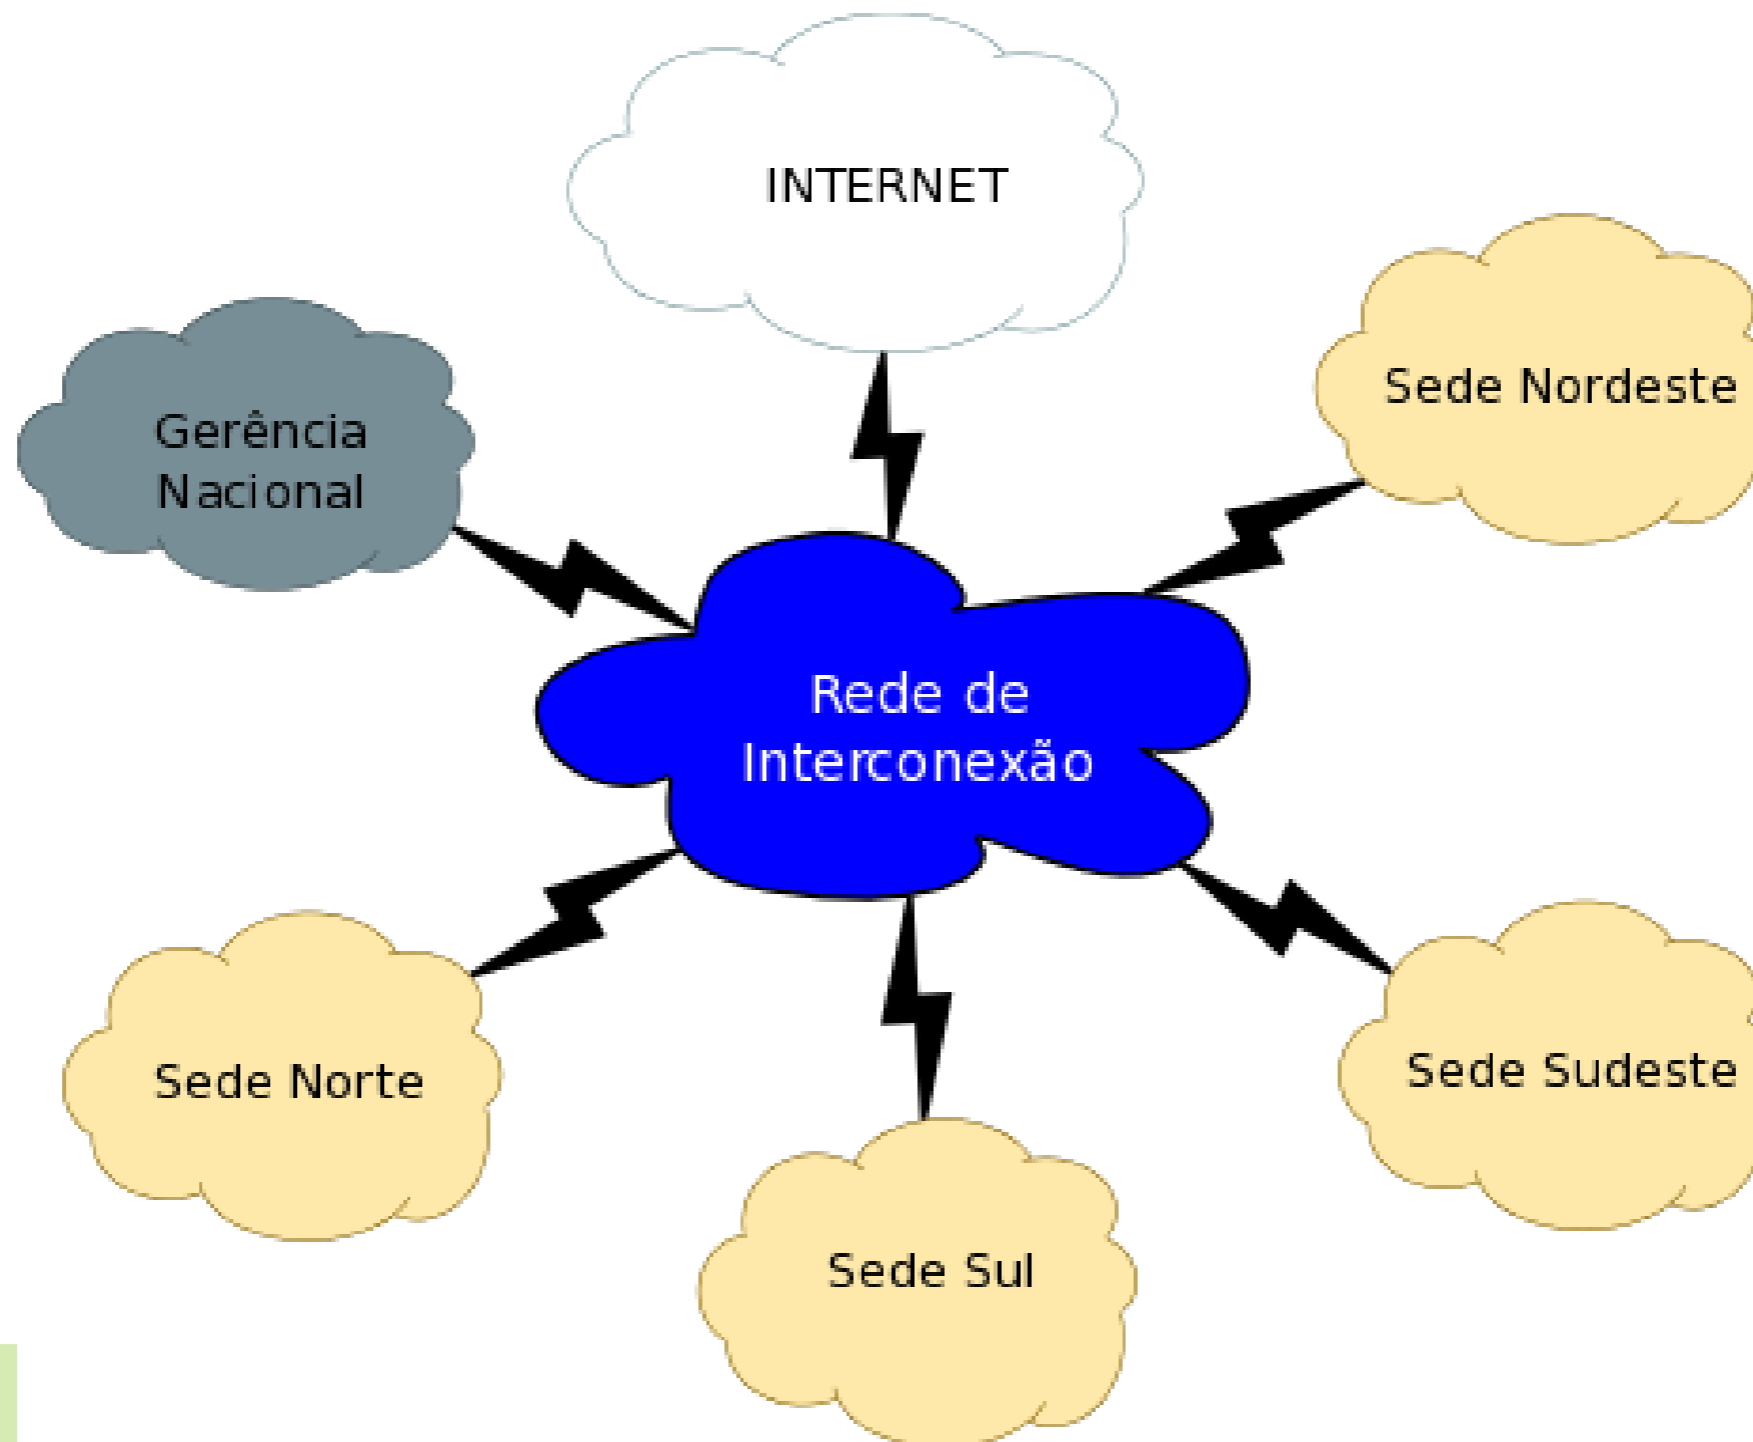 INTERNET
Sede Nordeste
Gerência
Nacional
Rede de
Interconexão
Sede Norte
Sede Sudeste
Sede Sul